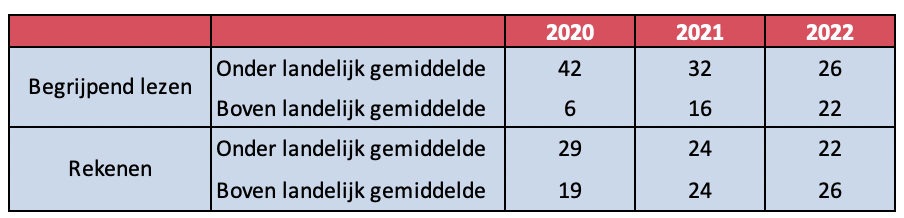 2020 2021 2022
Begrijpend lezen Onder landelijk gemiddelde 42 32 26
Boven landelijk gemiddelde 6 16 22
Rekenen Onder landelijk gemiddelde 29 24 22
Boven landelijk gemiddelde 19 24 26